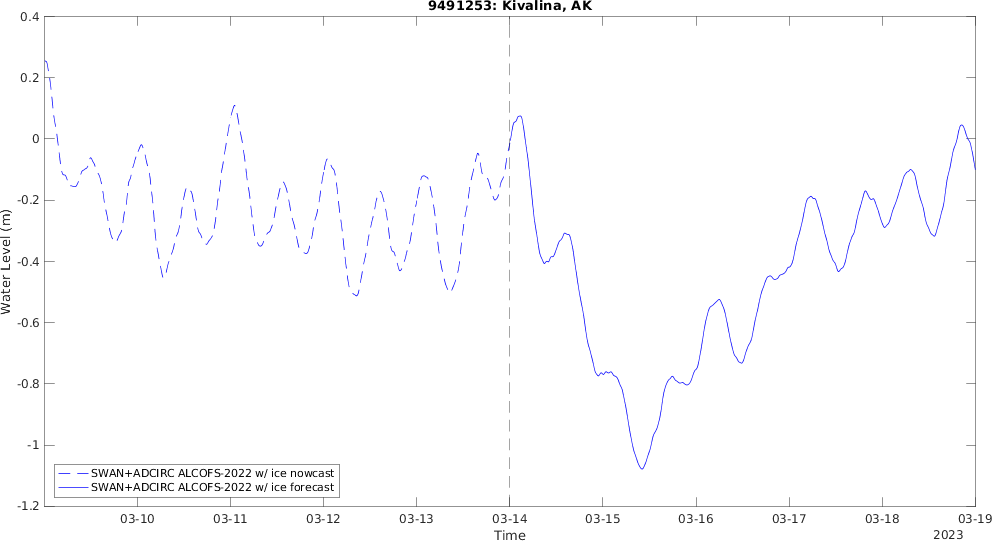 9491253: Kivalina, AK
0.4
0.2
0
-0.2
-0.4
-0.6
-0.8
-1
-1.2
Water Level (m)
SWAN+ADCIRC ALCOFS-2022 w/ ice nowcast
SWAN+ADCIRC ALCOFS-2022 w/ ice forecast
03-10 03-11 03-12 03-13 03-14 03-15 03-16 03-17 03-18 03-19
Time
2023